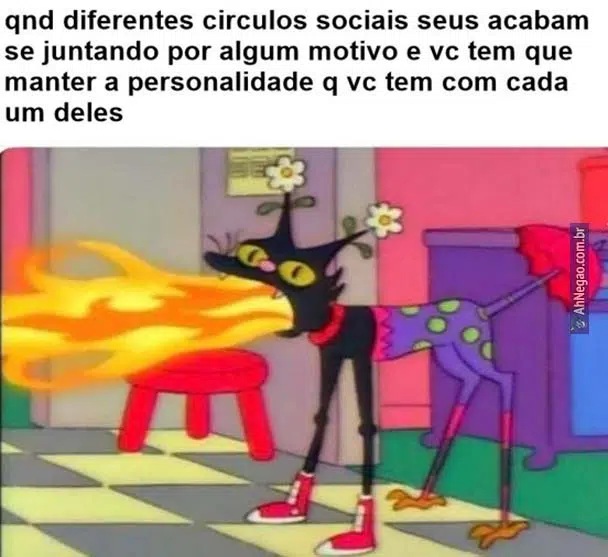 qnd diferentes circulos sociais seus acabam
se juntando por algum motivo e vc tem que
manter a personalidade q vc tem com cada
um deles
AhNegao.com.br